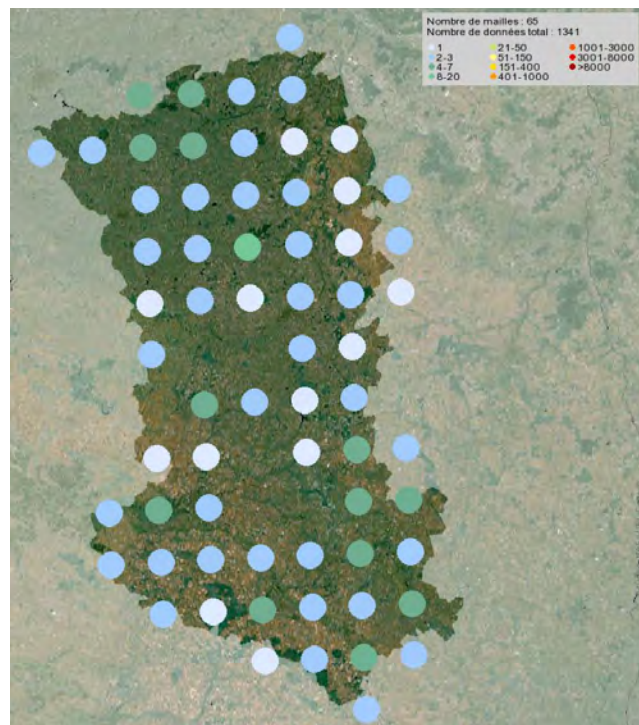 Nombre de mailles : 65
Nombre de données total : 1341
1 21-50 1001-3000
2-3 51-150 3001-8000
4-7 151-400 >8000
8-20 401-1000